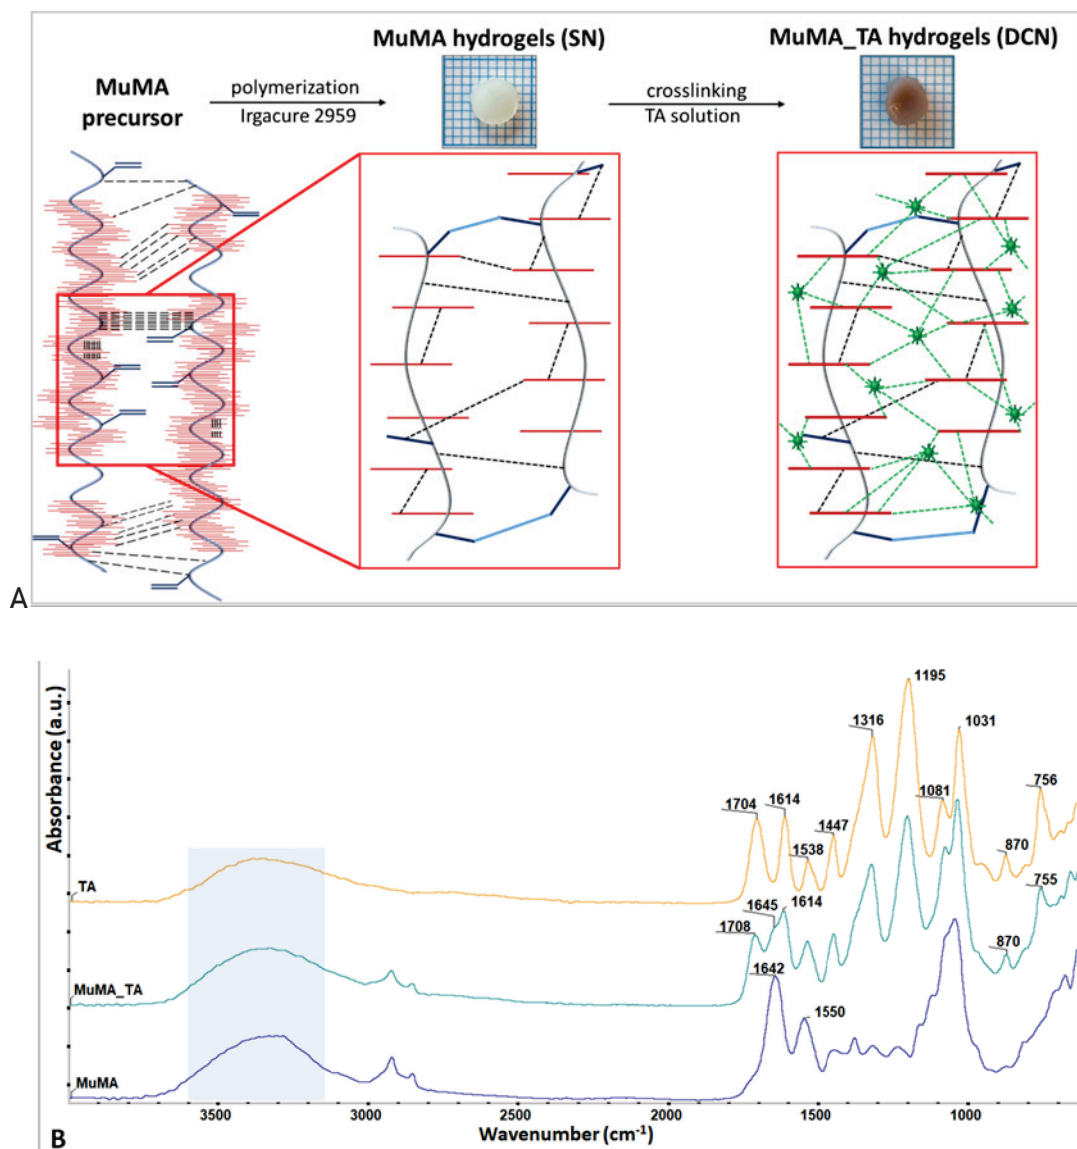 MuMA hydrogels (SN)
MuMA_TA hydrogels (DCN)
MuMA
precursor
polymerization
Irgacure 2959
crosslinking
TA solution
A
Absorbance (a.u.)
1195
1316
1031
1704
1614
1081
756
1538
1447
870
TA
1645
1614
755
1708
870
1642
MuMA_TA
1550
MuMA
3500
3000
2500
2000
1500
1000
B
Wavenumber (cm⁻¹)